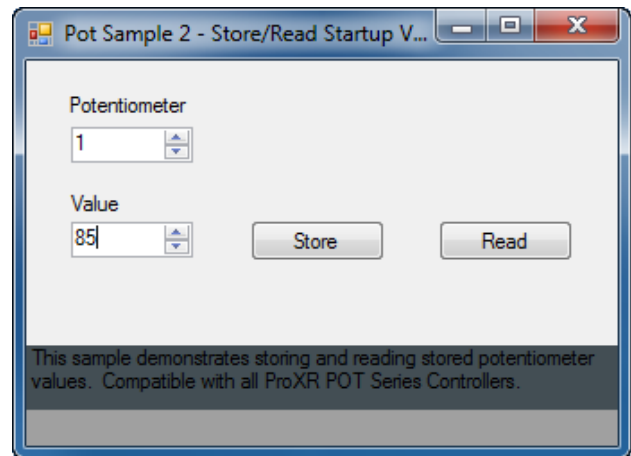 Pot Sample 2 - Store/Read Startup V...
Potentiometer
1
Value
85
Store
Read
This sample demonstrates storing and reading stored potentiometer
values.  Compatible with all ProXR POT Series Controllers.